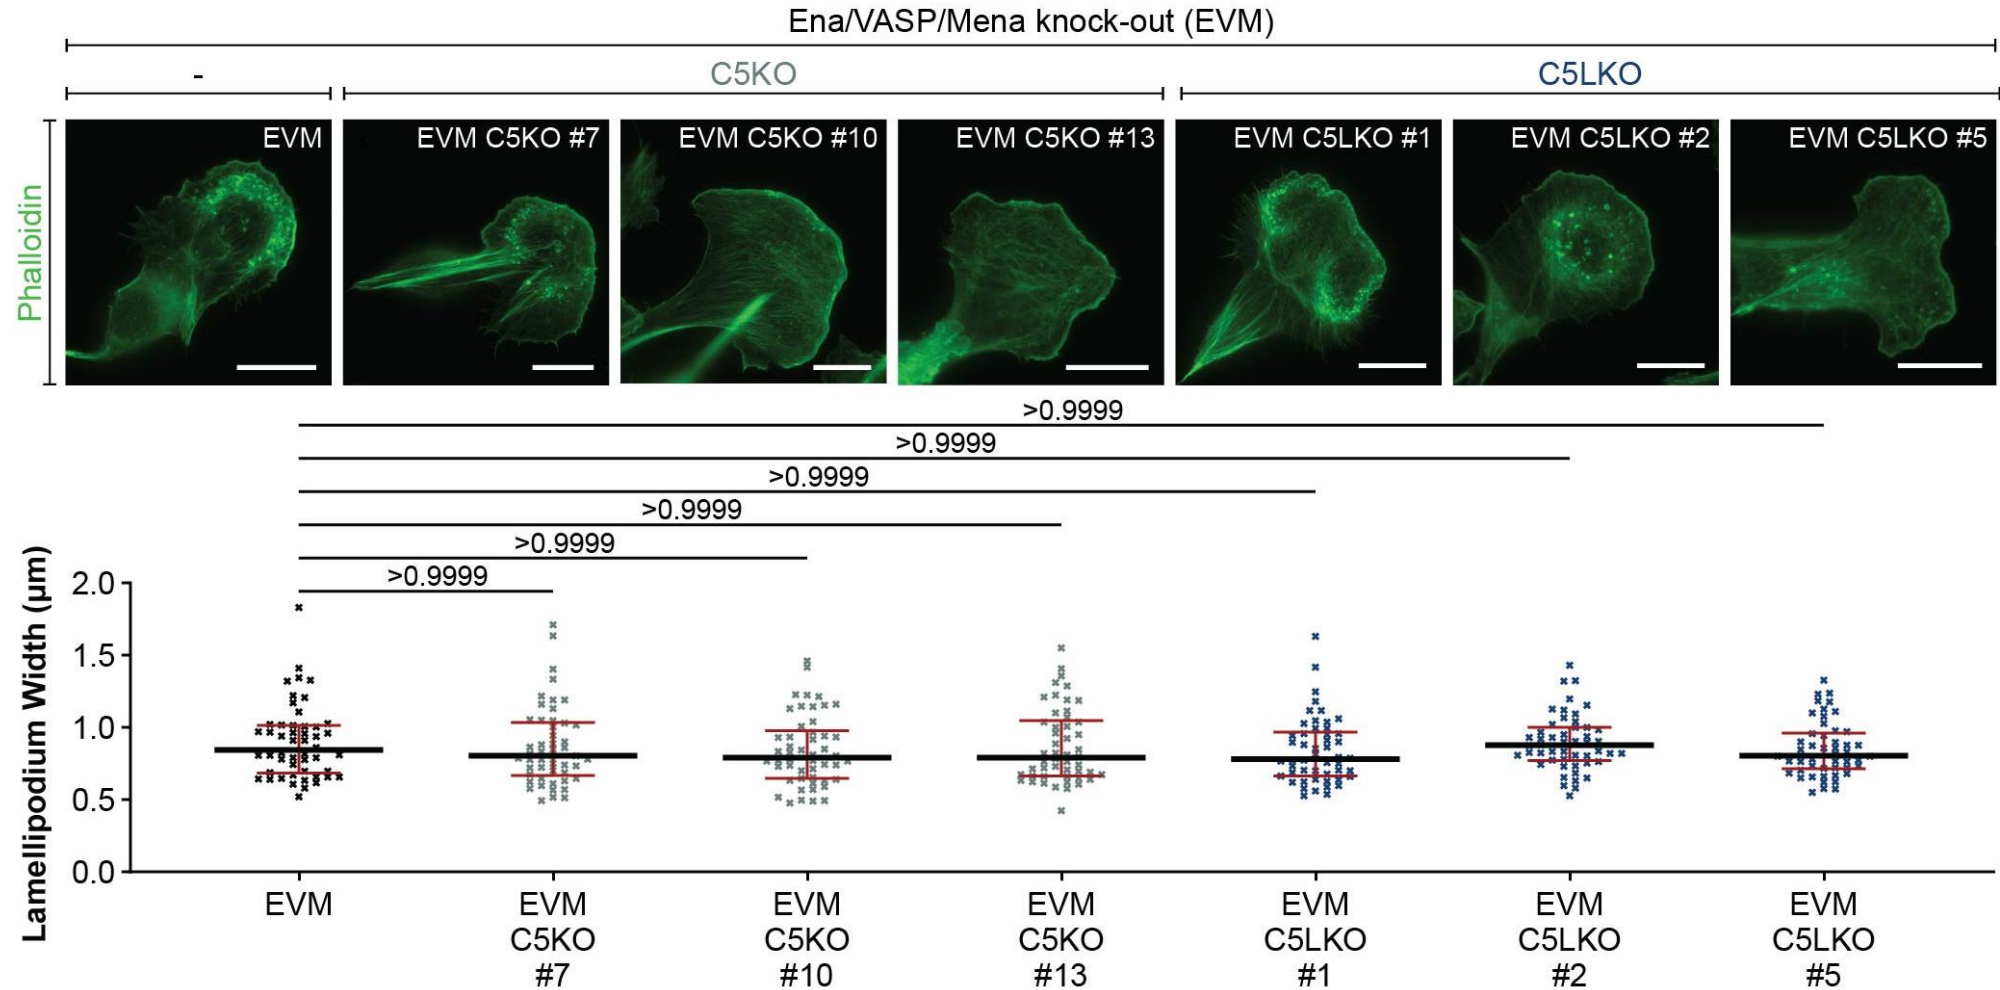 Ena/VASP/Mena knock-out (EVM)
-
C5KO
C5LKO
Phalloidin
EVM
EVM C5KO #7
EVM C5KO #10
EVM C5KO #13
EVM C5LKO #1
EVM C5LKO #2
EVM C5LKO #5
>0.9999
>0.9999
>0.9999
>0.9999
>0.9999
>0.9999
Lamellipodium Width (µm)
2.0
1.5
1.0
0.5
0.0
EVM
EVM
C5KO
#7
EVM
C5KO
#10
EVM
C5KO
#13
EVM
C5LKO
#1
EVM
C5LKO
#2
EVM
C5LKO
#5